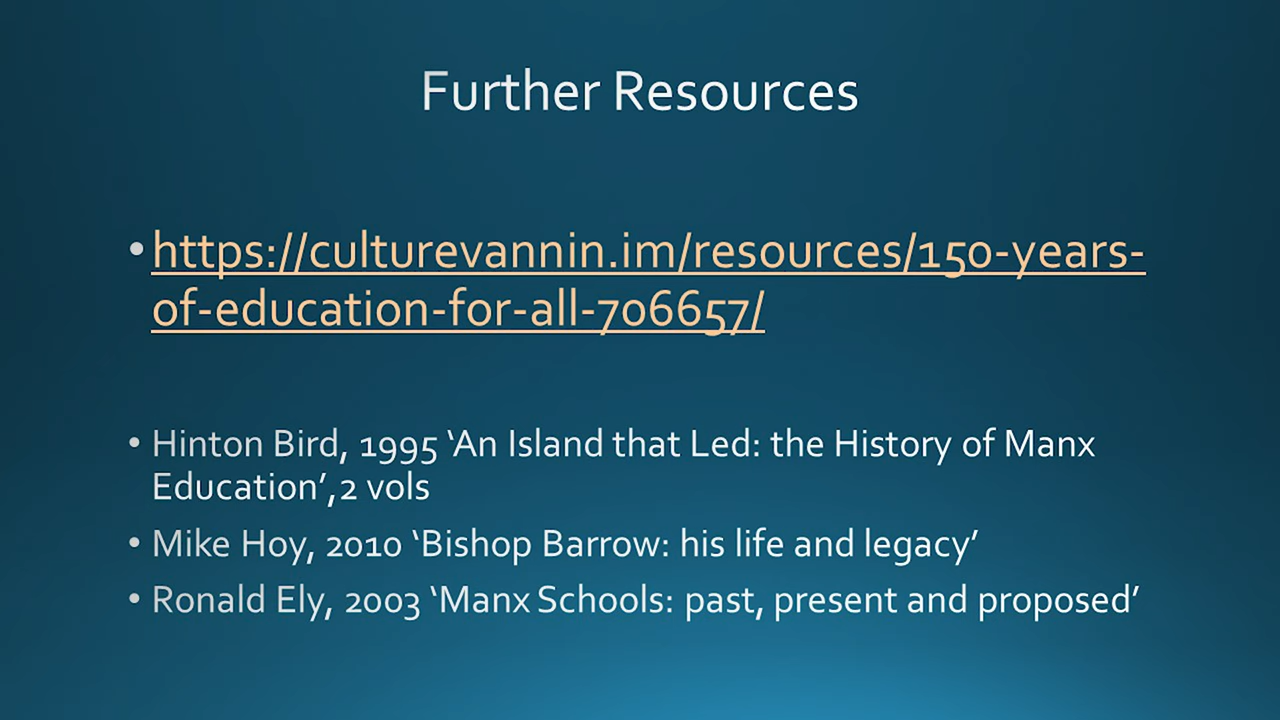 Further Resources
•https://culturevannin.im/resources/150-years-
of-education-for-all-706657/
• Hinton Bird, 1995 ‘An Island that Led: the History of Manx
Education’,2 vols
• Mike Hoy, 2010 ‘Bishop Barrow: his life and legacy’
• Ronald Ely, 2003 ‘Manx Schools: past, present and proposed’